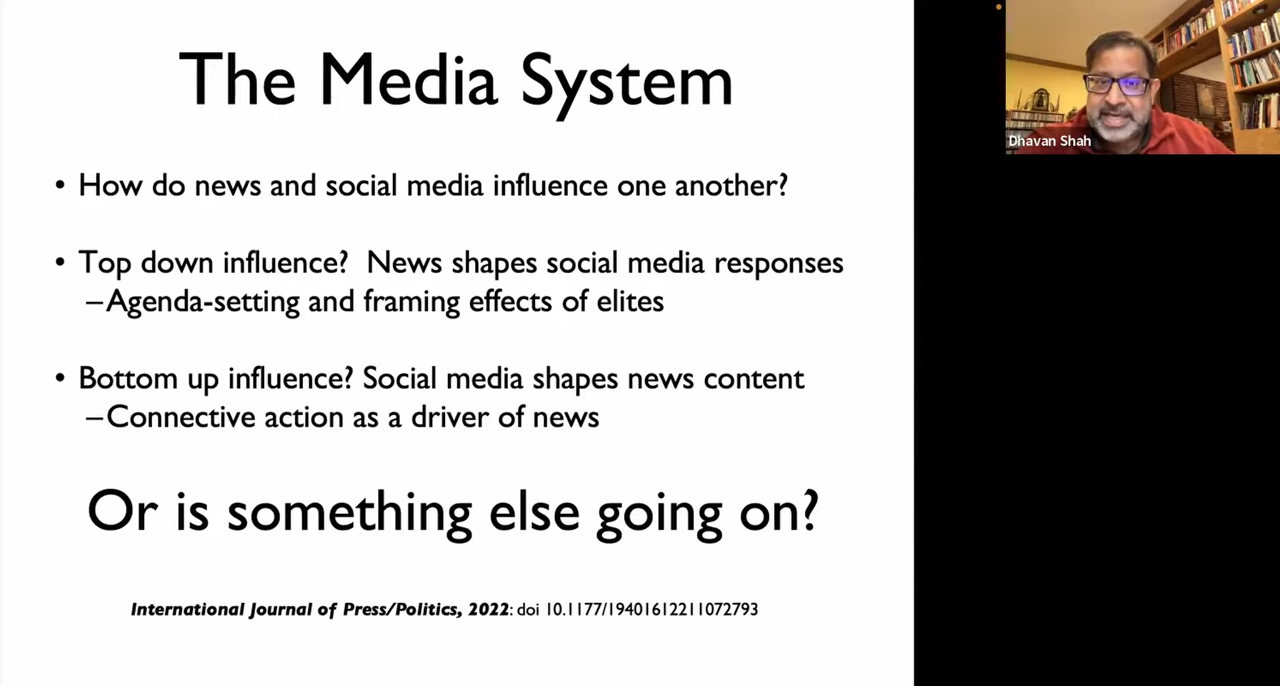 The Media System
• How do news and social media influence one another?
• Top down influence?  News shapes social media responses
–Agenda-setting and framing effects of elites
• Bottom up influence? Social media shapes news content
–Connective action as a driver of news
Or is something else going on?
International Journal of Press/Politics, 2022: doi 10.1177/19401612211072793
Dhavan Shah